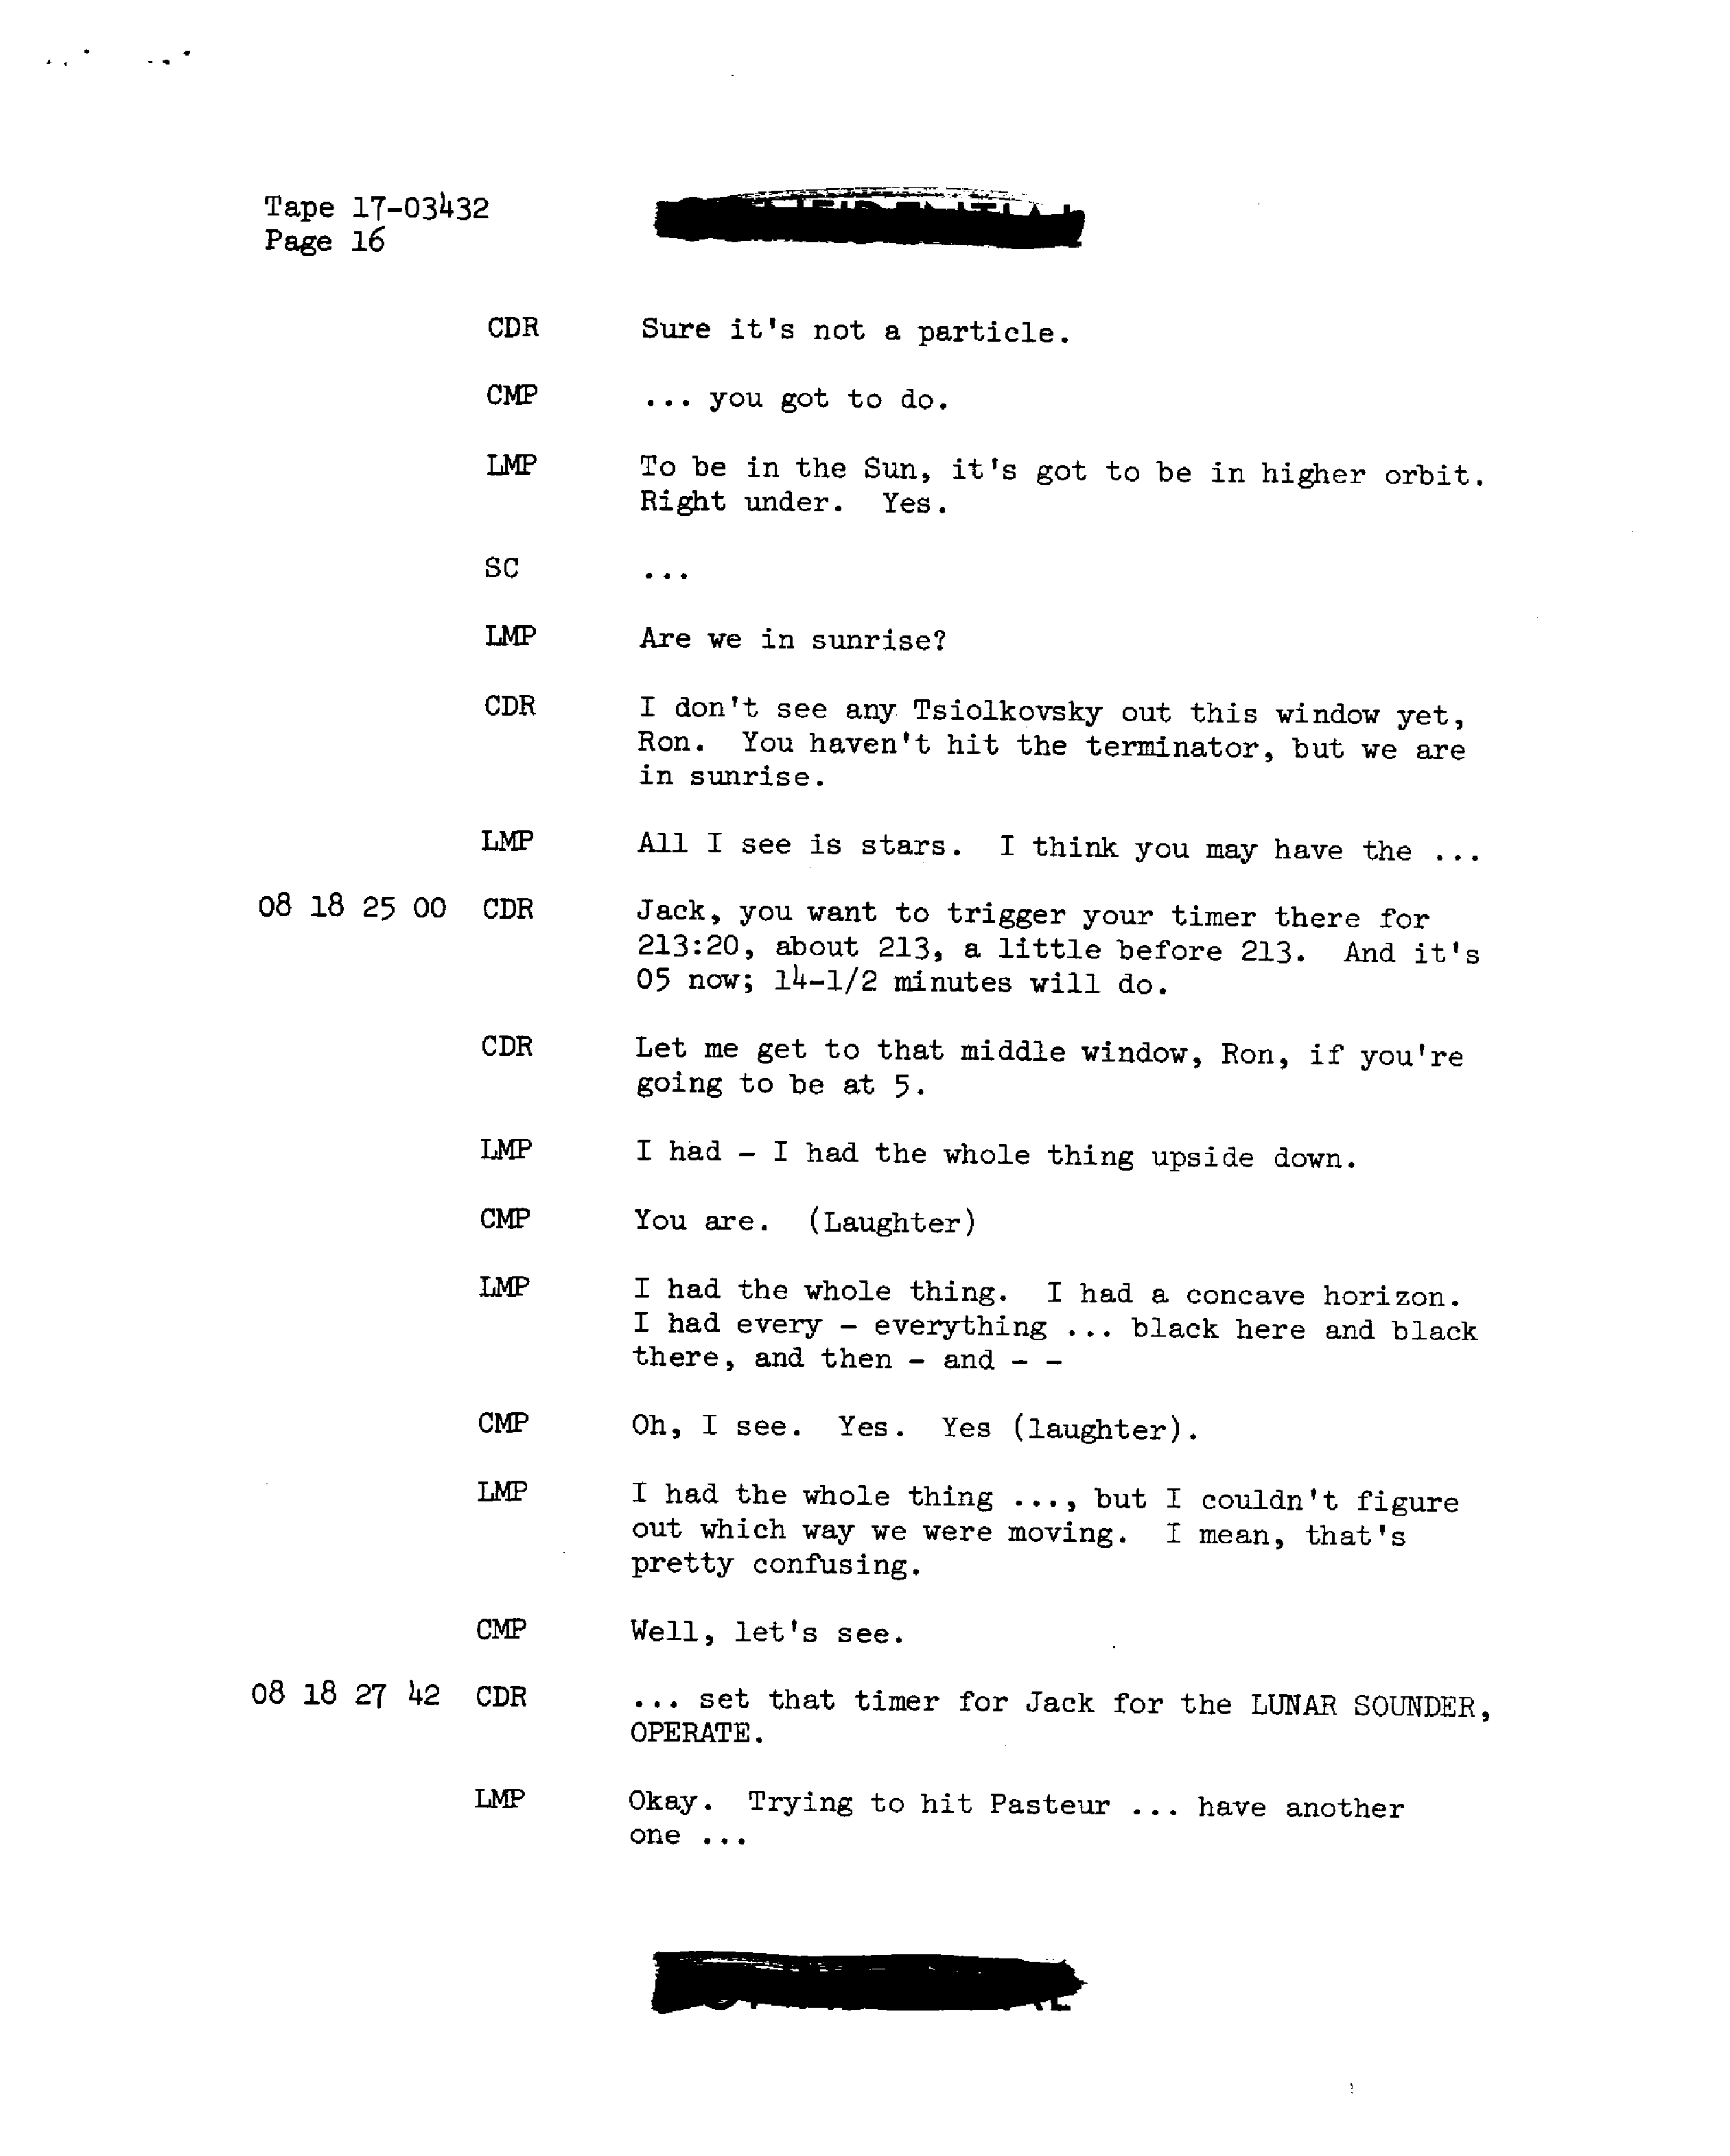 Tape 17-03432
Page 16
CDR Sure it's not a particle.
CMP ... you got to do.
LMP To be in the Sun, it's got to be in higher orbit.
Right under. Yes.
SC ...
LMP Are we in sunrise?
CDR I don't see any Tsiolkovsky out this window yet,
Ron. You haven't hit the terminator, but we are
in sunrise.
LMP All I see is stars. I think you may have the ...
08 18 25 00 CDR Jack, you want to trigger your timer there for
213:20, about 213, a little before 213. And it's
05 now; 14-1/2 minutes will do.
CDR Let me get to that middle window, Ron, if you're
going to be at 5.
LMP I had - I had the whole thing upside down.
CMP You are. (Laughter)
LMP I had the whole thing. I had a concave horizon.
I had every - everything ... black here and black
there, and then - and - -
CMP Oh, I see. Yes. Yes (laughter).
LMP I had the whole thing ..., but I couldn't figure
out which way we were moving. I mean, that's
pretty confusing.
CMP Well, let's see.
08 18 27 42 CDR ... set that timer for Jack for the LUNAR SOUNDER,
OPERATE.
LMP Okay. Trying to hit Pasteur ... have another
one ...